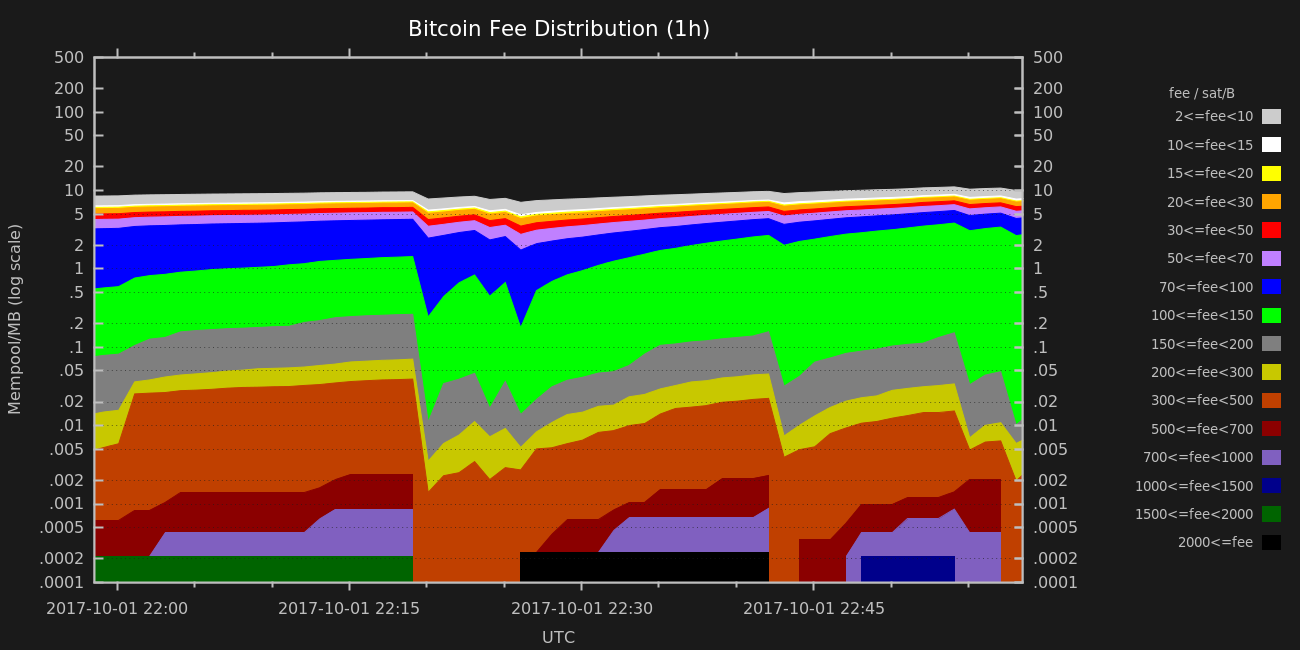 Bitcoin Fee Distribution (1h)
500
200
100
50
20
10
5
2
1
.5
.2
.1
.05
.02
.01
.005
.002
.001
.0005
.0002
.0001
Mempool/MB (log scale)
500
200
100
50
20
10
5
2
1
.5
.2
.1
.05
.02
.01
.005
.002
.001
.0005
.0002
.0001
2017-10-01 22:00
2017-10-01 22:15
2017-10-01 22:30
2017-10-01 22:45
UTC
fee / sat/B
2<=fee<10
10<=fee<15
15<=fee<20
20<=fee<30
30<=fee<50
50<=fee<70
70<=fee<100
100<=fee<150
150<=fee<200
200<=fee<300
300<=fee<500
500<=fee<700
700<=fee<1000
1000<=fee<1500
1500<=fee<2000
2000<=fee